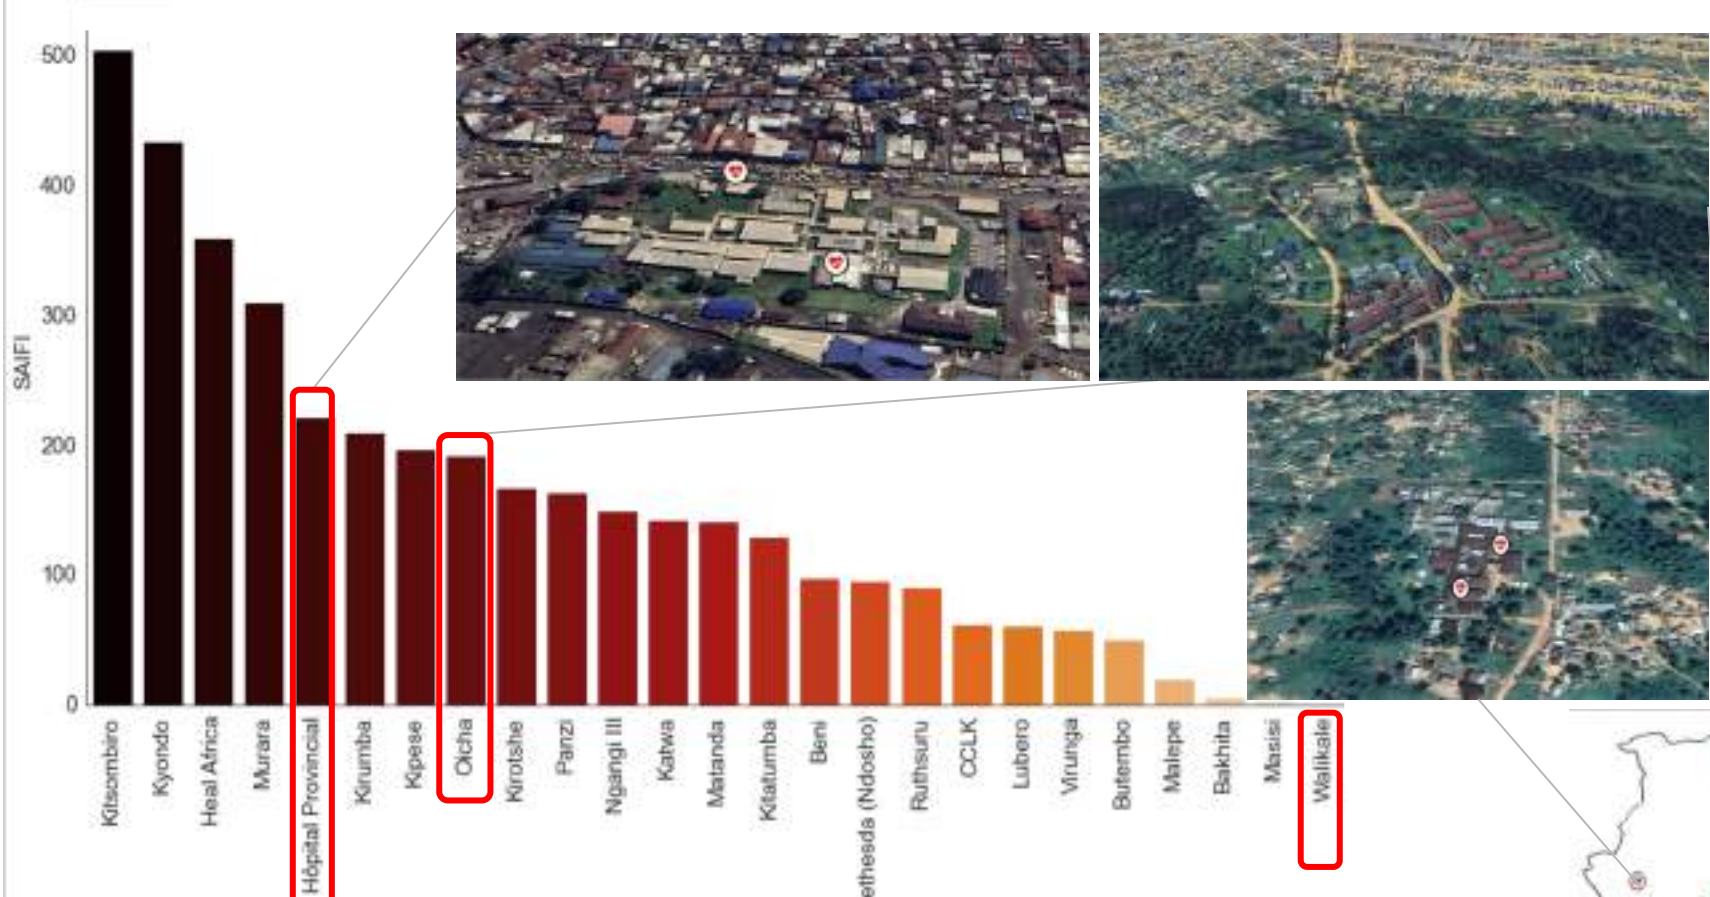 500
400
300
200
100
0
SAIFI
Kitsombiro
Kyondo
Heal Africa
Murara
Hôpital Provincial
Kirumba
Kipese
Oicha
Kirotshe
Panzi
Ngangi III
Katwa
Matanda
Kitatumba
Beni
ethesda (Ndosho)
Ruthsuru
CCLK
Lubero
Virunga
Butembo
Malepe
Bakhita
Masisi
Walikale